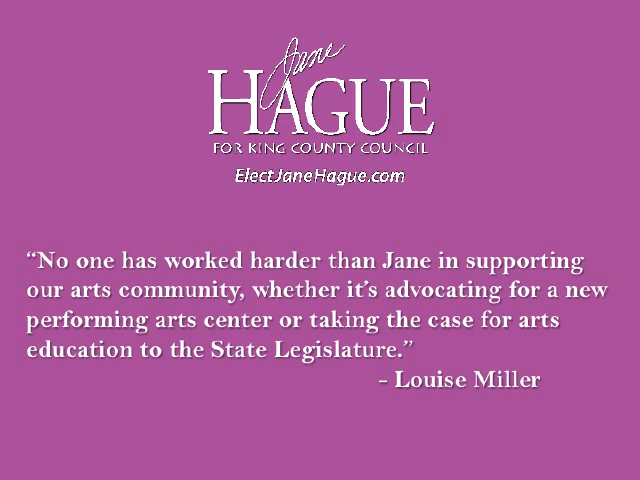 Jane
HAGUE
FOR KING COUNTY COUNCIL
ElectJaneHague.com
“No one has worked harder than Jane in supporting
our arts community, whether it’s advocating for a new
performing arts center or taking the case for arts
education to the State Legislature.”
- Louise Miller